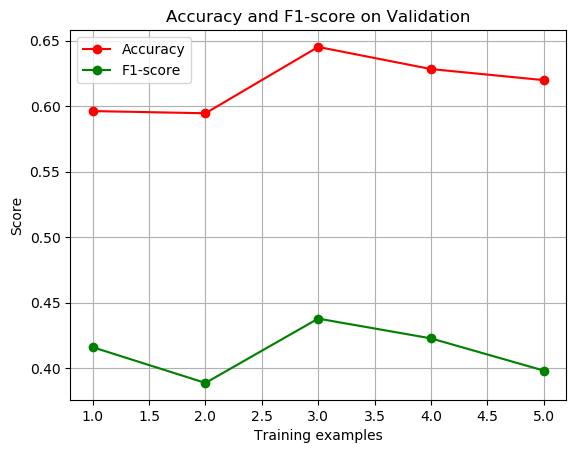 Accuracy and F1-score on Validation
Accuracy
F1-score
0.65
0.60
0.55
0.50
0.45
0.40
Score
1.0 1.5 2.0 2.5 3.0 3.5 4.0 4.5 5.0
Training examples